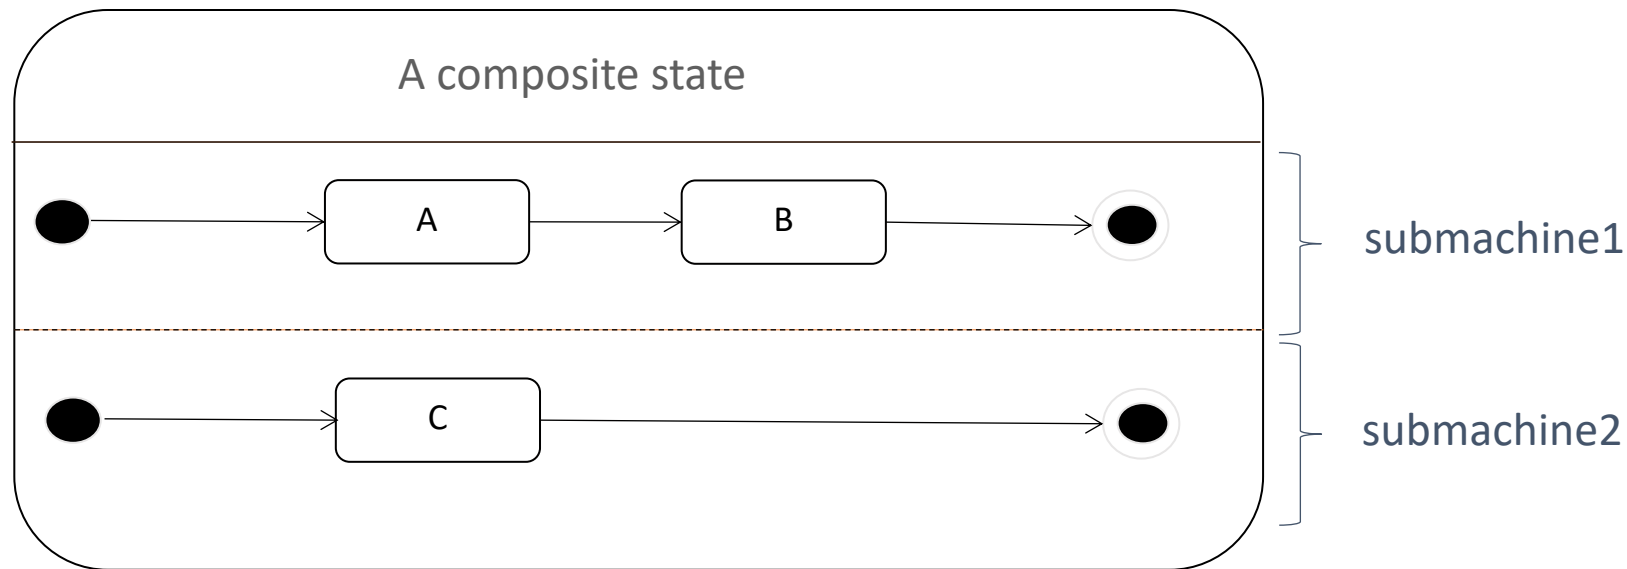 A composite state
A
B
submachine1
C
submachine2